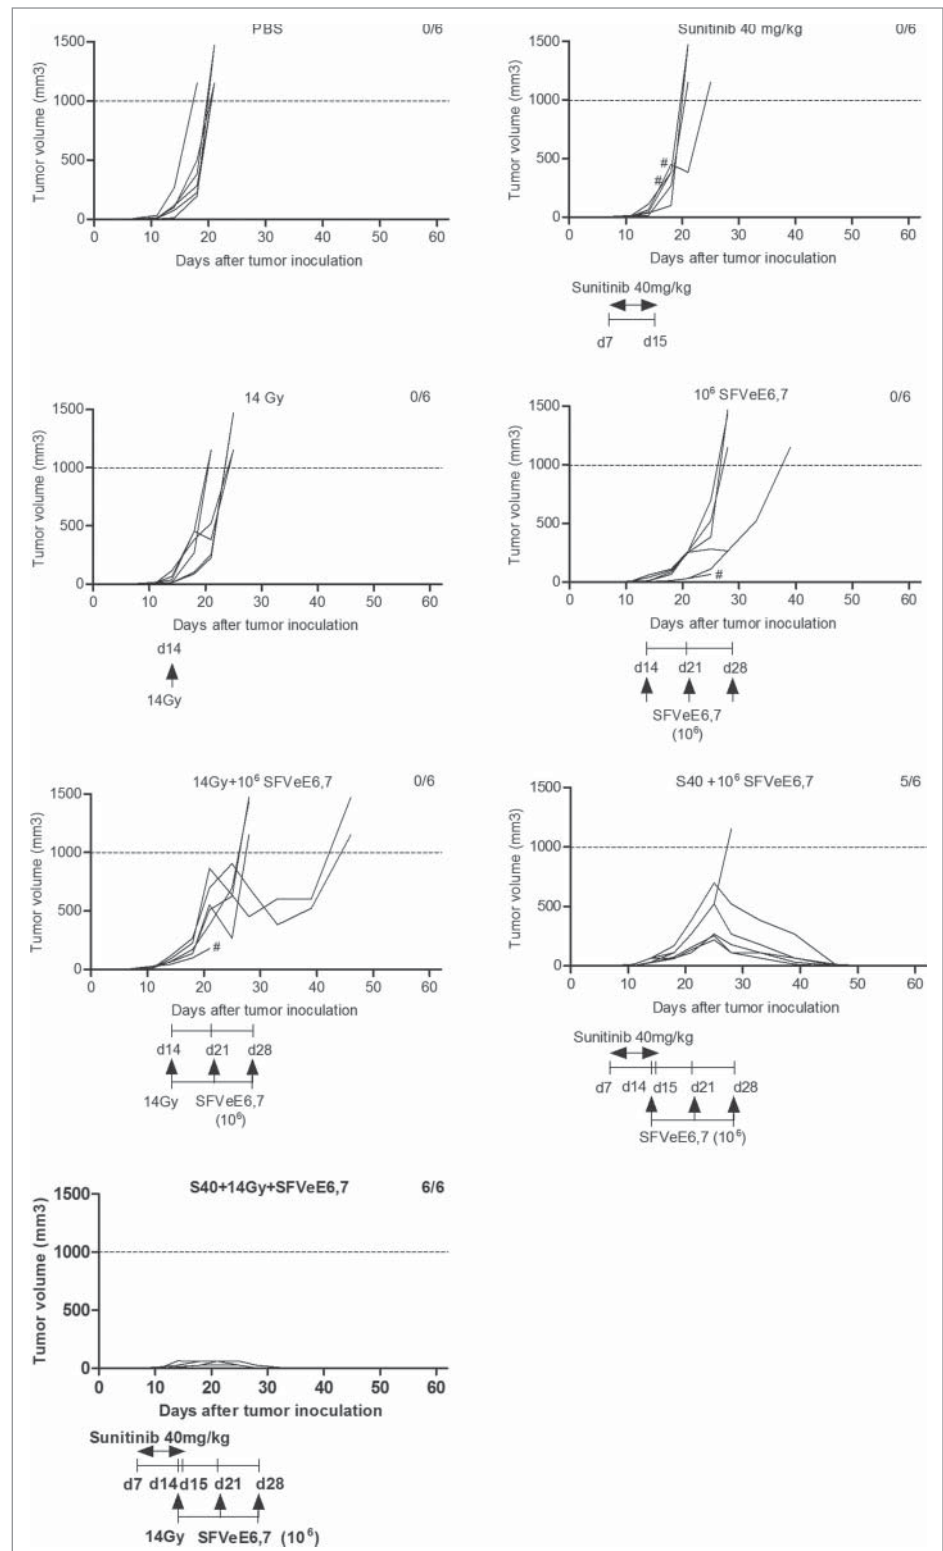 PBS 0/6
Tumor volume (mm3)
1500
1000
500
0
0 10 20 30 40 50 60
Days after tumor inoculation
Sunitinib 40 mg/kg 0/6
Tumor volume (mm3)
1500
1000
500
0
#
#
0 10 20 30 40 50 60
Days after tumor inoculation
Sunitinib 40mg/kg
d7 d15
14 Gy 0/6
Tumor volume (mm3)
1500
1000
500
0
0 10 20 30 40 50 60
Days after tumor inoculation
d14
14Gy
10⁶ SFVeE6,7 0/6
Tumor volume (mm3)
1500
1000
500
0
#
0 10 20 30 40 50 60
Days after tumor inoculation
d14 d21 d28
SFVeE6,7
(10⁶)
14Gy+10⁶ SFVeE6,7 0/6
Tumor volume (mm3)
1500
1000
500
0
#
0 10 20 30 40 50 60
Days after tumor inoculation
d14 d21 d28
14Gy SFVeE6,7
(10⁶)
S40 +10⁶ SFVeE6,7 5/6
Tumor volume (mm3)
1500
1000
500
0
0 10 20 30 40 50 60
Days after tumor inoculation
Sunitinib 40mg/kg
d7 d14 d15 d21 d28
SFVeE6,7 (10⁶)
S40+14Gy+SFVeE6,7 6/6
Tumor volume (mm3)
1500
1000
500
0
0 10 20 30 40 50 60
Days after tumor inoculation
Sunitinib 40mg/kg
d7 d14 d15 d21 d28
14Gy SFVeE6,7 (10⁶)